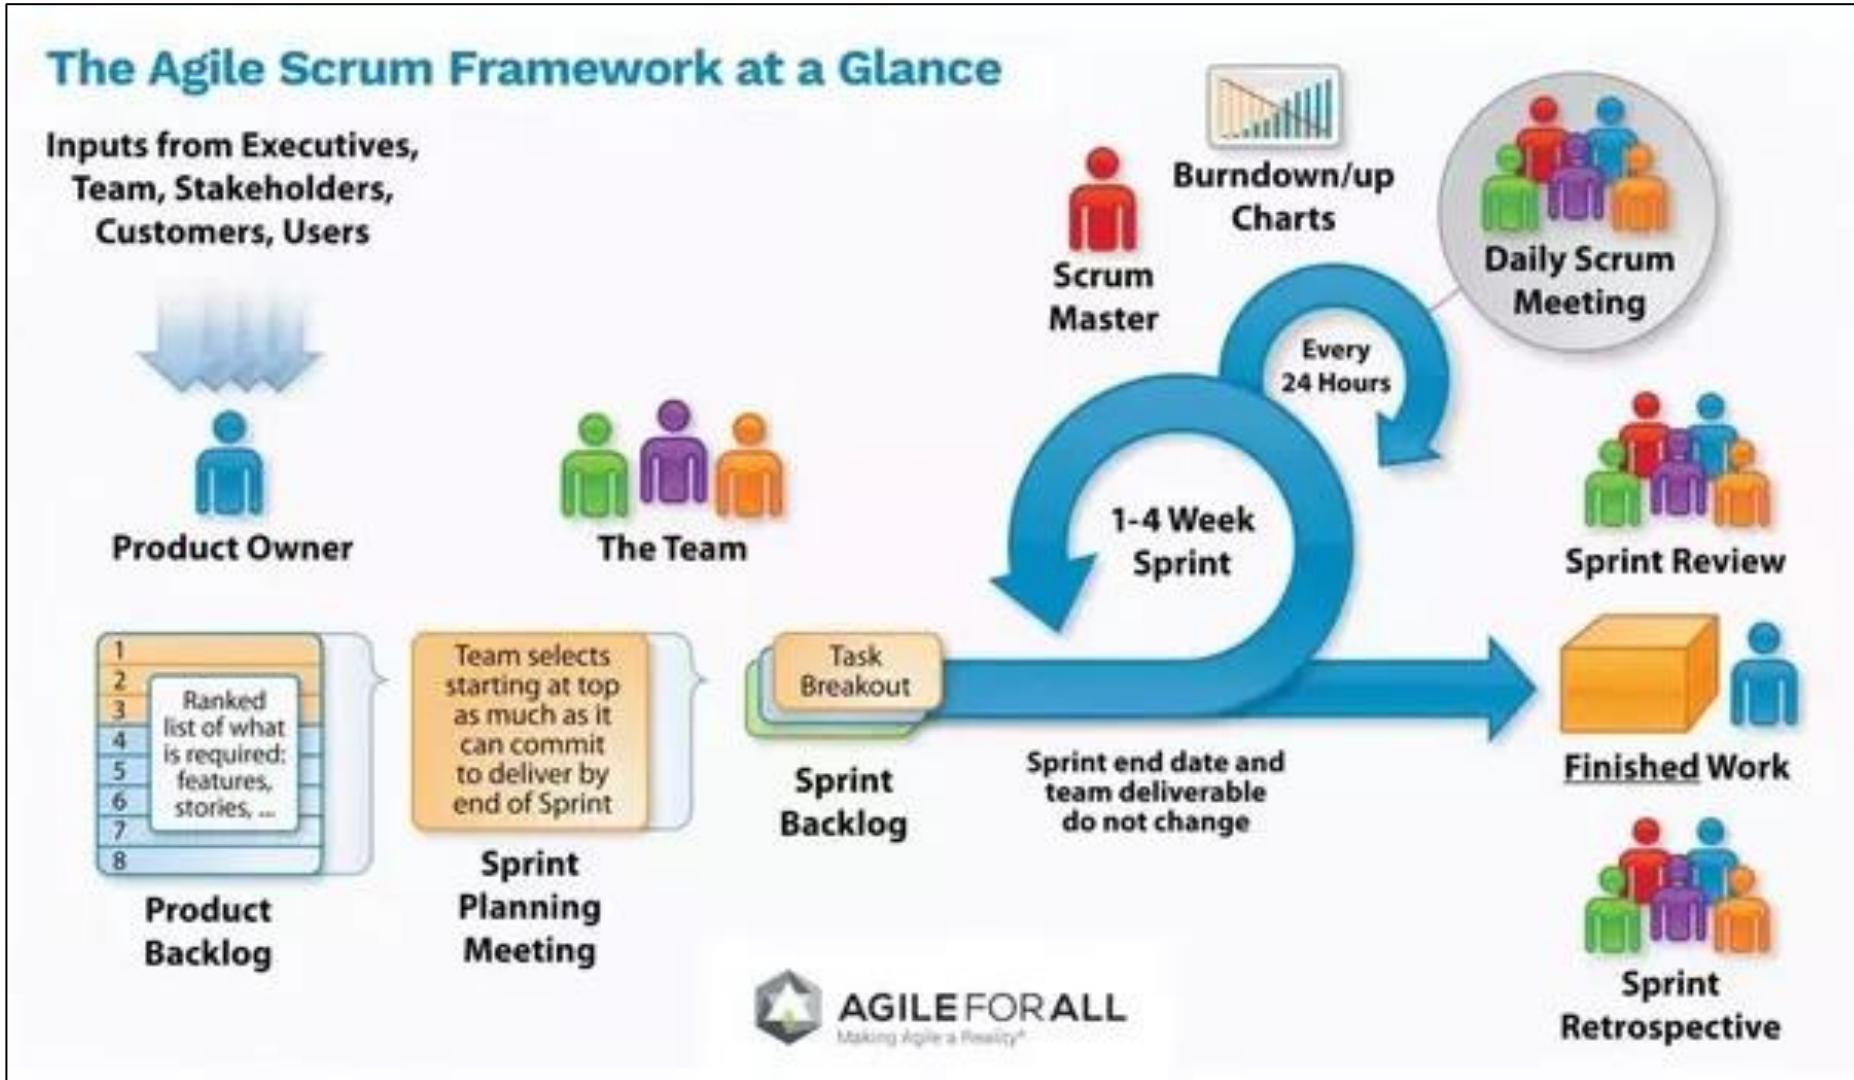 The Agile Scrum Framework at a Glance
Inputs from Executives,
Team, Stakeholders,
Customers, Users
Product Owner
The Team
Scrum
Master
Burndown/up
Charts
Daily Scrum
Meeting
Every
24 Hours
1-4 Week
Sprint
Sprint Review
1
2
3
4
5
6
7
8
Ranked
list of what
is required:
features,
stories, ...
Product
Backlog
Team selects
starting at top
as much as it
can commit
to deliver by
end of Sprint
Sprint
Planning
Meeting
Task
Breakout
Sprint
Backlog
Sprint end date and
team deliverable
do not change
Finished Work
Sprint
Retrospective
AGILE FOR ALL
Making Agile a Reality®